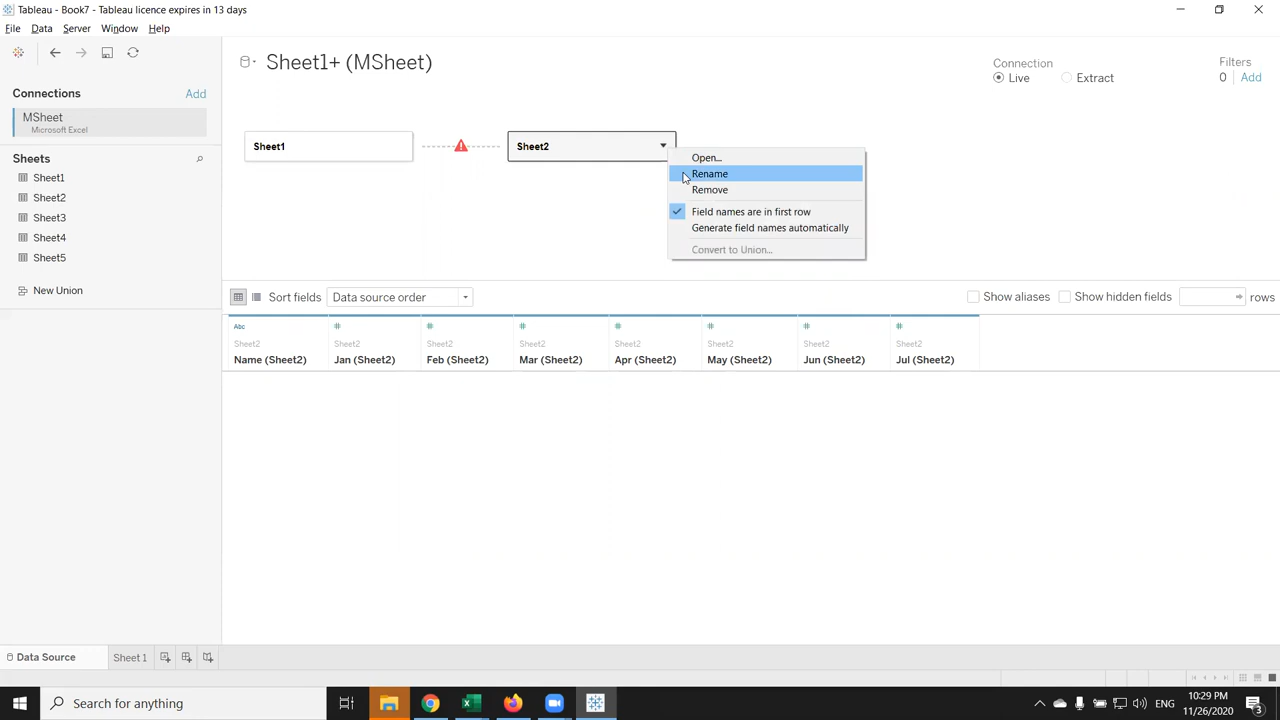 Tableau - Book7 - Tableau licence expires in 13 days
File Data Server Window Help
Connections Add
MSheet
Microsoft Excel
Sheets
Sheet1
Sheet2
Sheet3
Sheet4
Sheet5
New Union
Sheet1+ (MSheet)
Connection
Live Extract
Filters
0 Add
Sheet1
Sheet2
Open...
Rename
Remove
Field names are in first row
Generate field names automatically
Convert to Union...
Sort fields Data source order Show aliases Show hidden fields rows
Abc # # # # # # #
Sheet2 Sheet2 Sheet2 Sheet2 Sheet2 Sheet2 Sheet2 Sheet2
Name (Sheet2) Jan (Sheet2) Feb (Sheet2) Mar (Sheet2) Apr (Sheet2) May (Sheet2) Jun (Sheet2) Jul (Sheet2)
Data Source Sheet 1
Search for anything
ENG
10:29 PM
11/26/2020